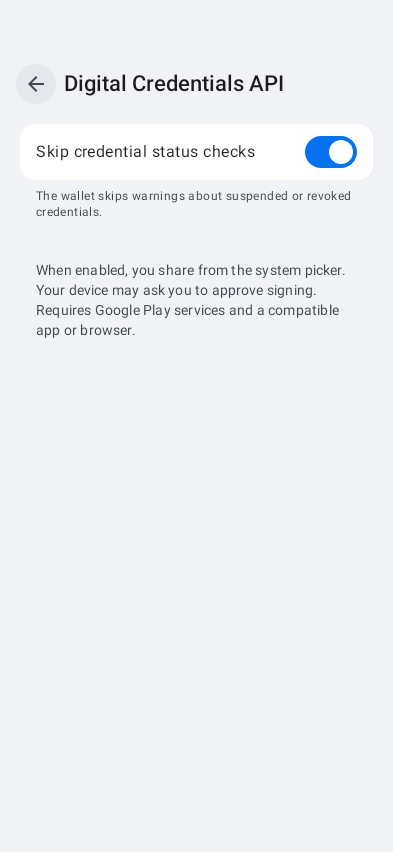 Digital Credentials API
Skip credential status checks
The wallet skips warnings about suspended or revoked
credentials.
When enabled, you share from the system picker.
Your device may ask you to approve signing.
Requires Google Play services and a compatible
app or browser.